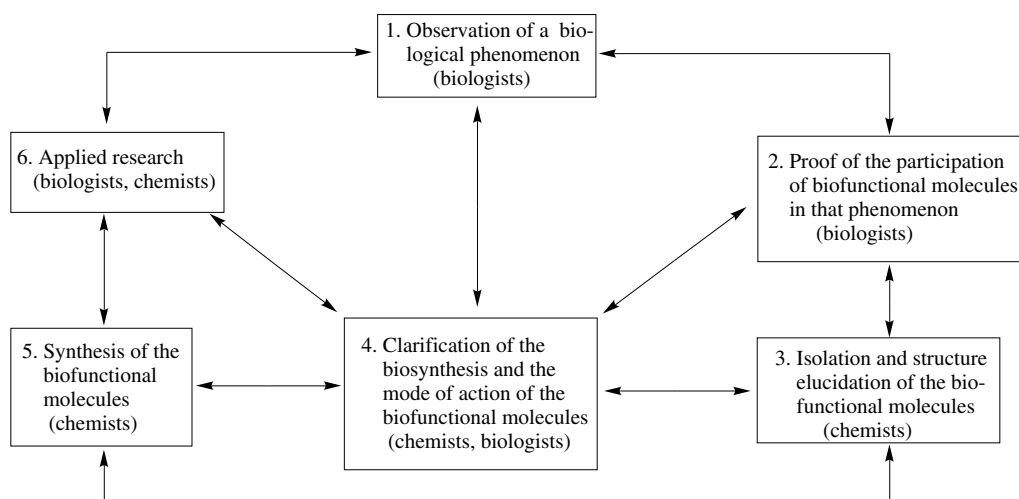 1. Observation of a bio-
logical phenomenon
(biologists)
6. Applied research
(biologists, chemists)
2. Proof of the participation
of biofunctional molecules
in that phenomenon
(biologists)
5. Synthesis of the
biofunctional
molecules
(chemists)
4. Clarification of the
biosynthesis and the
mode of action of the
biofunctional molecules
(chemists, biologists)
3. Isolation and structure
elucidation of the bio-
functional molecules
(chemists)